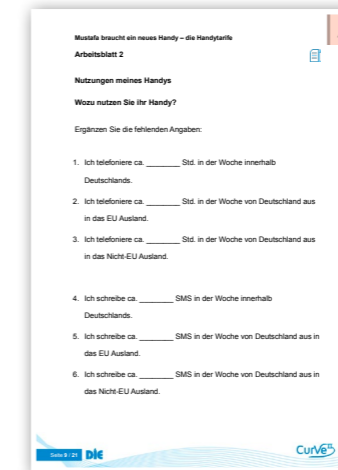 Mustafa braucht ein neues Handy – die Handytarife
Arbeitsblatt 2
Nutzungen meines Handys
Wozu nutzen Sie ihr Handy?
Ergänzen Sie die fehlenden Angaben:
1. Ich telefoniere ca. ________ Std. in der Woche innerhalb
Deutschlands.
2. Ich telefoniere ca. ________ Std. in der Woche von Deutschland aus
in das EU Ausland.
3. Ich telefoniere ca. ________ Std. in der Woche von Deutschland aus
in das Nicht-EU Ausland.
4. Ich schreibe ca. ________ SMS in der Woche innerhalb
Deutschlands.
5. Ich schreibe ca. ________ SMS in der Woche von Deutschland aus in
das EU Ausland.
6. Ich schreibe ca. ________ SMS in der Woche von Deutschland aus in
das Nicht-EU Ausland.
Seite 9 / 21 DIE CurVe